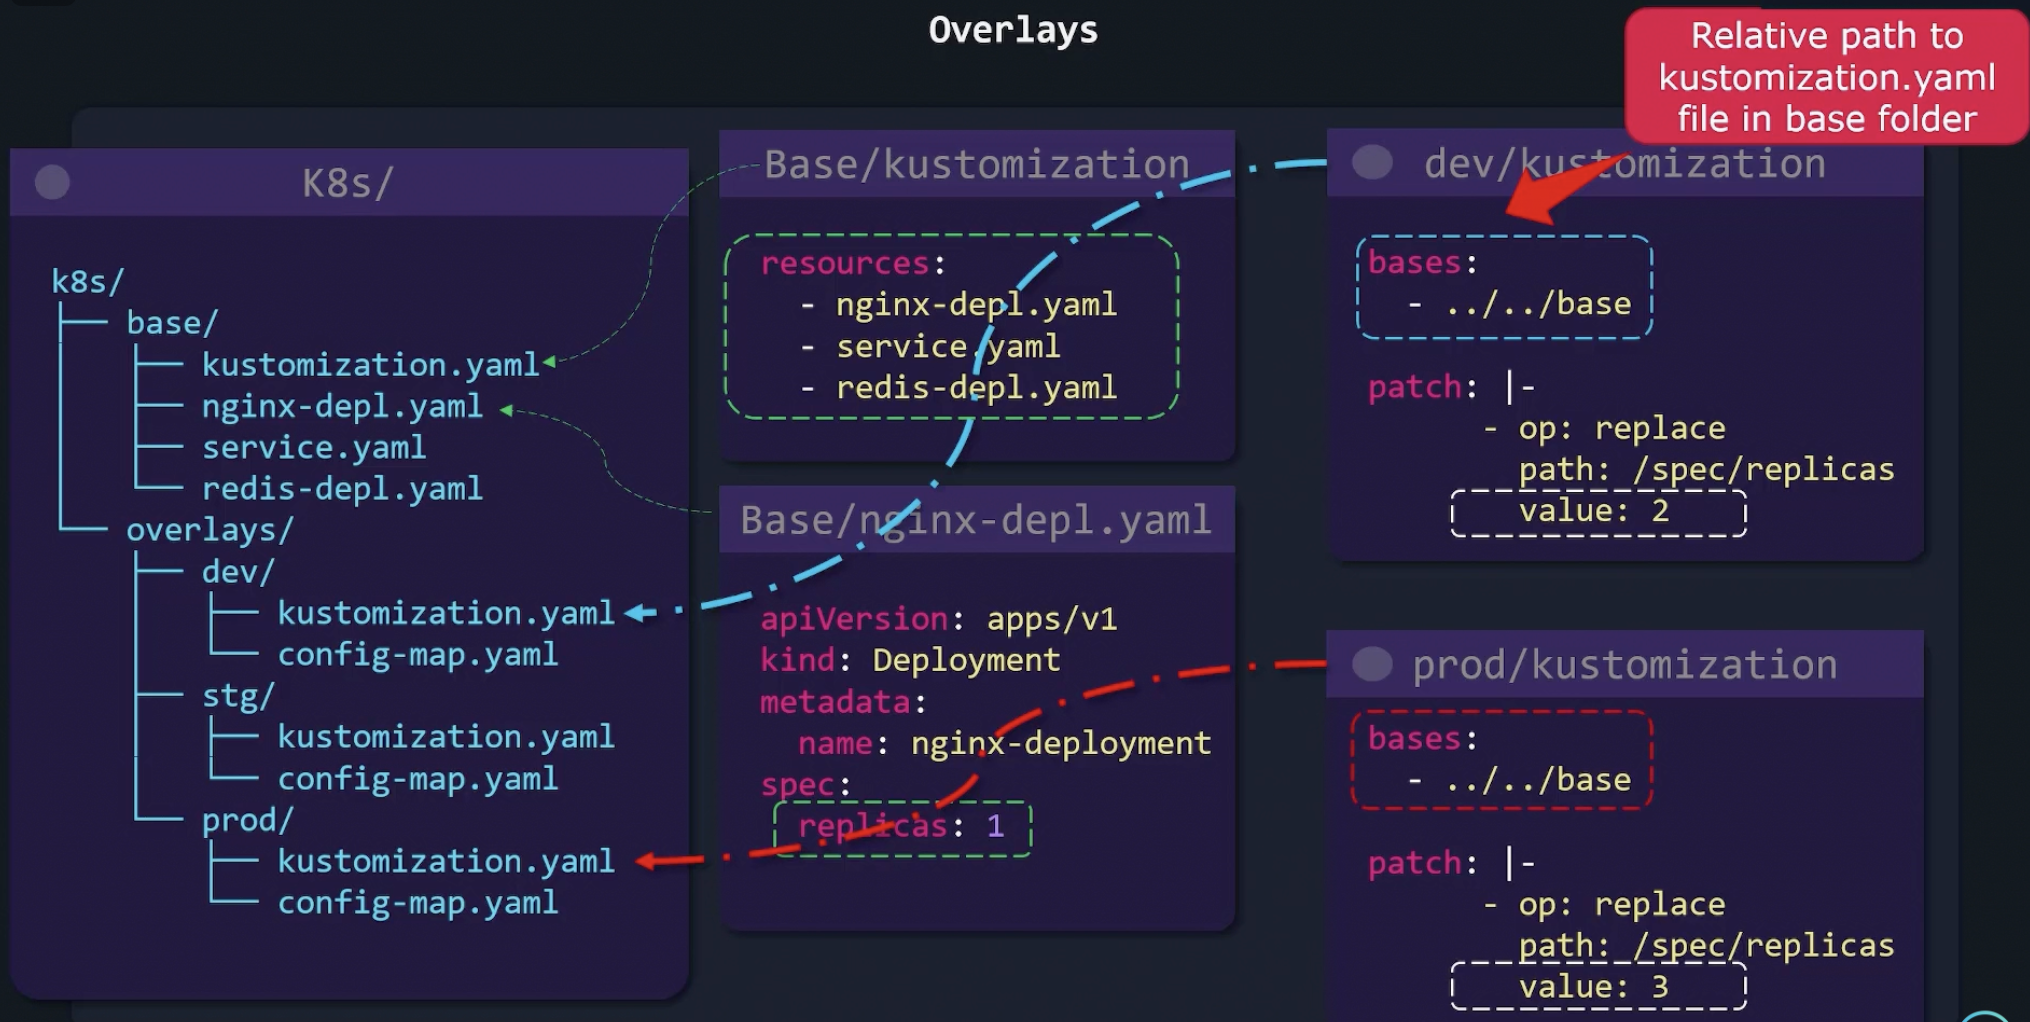 Overlays
Relative path to
kustomization.yaml
file in base folder
K8s/
k8s/
base/
kustomization.yaml
nginx-depl.yaml
service.yaml
redis-depl.yaml
overlays/
dev/
kustomization.yaml
config-map.yaml
stg/
kustomization.yaml
config-map.yaml
prod/
kustomization.yaml
config-map.yaml
Base/kustomization
resources:
- nginx-depl.yaml
- service.yaml
- redis-depl.yaml
Base/nginx-depl.yaml
apiVersion: apps/v1
kind: Deployment
metadata:
name: nginx-deployment
spec:
replicas: 1
dev/kustomization
bases:
- ../../base
patch: |-
- op: replace
path: /spec/replicas
value: 2
prod/kustomization
bases:
- ../../base
patch: |-
- op: replace
path: /spec/replicas
value: 3